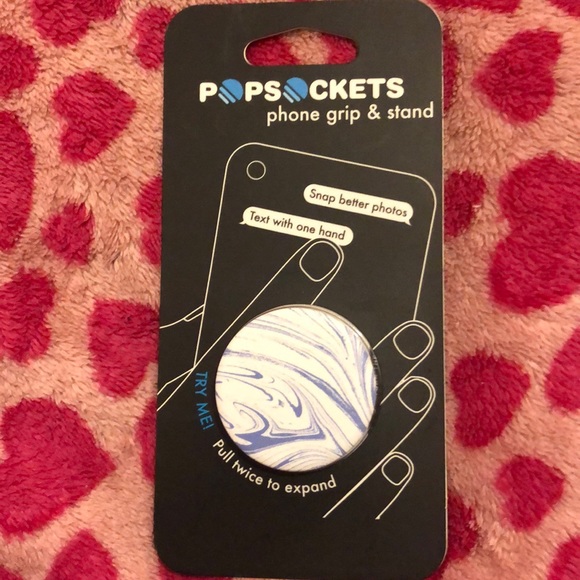 POPSOCKETS
phone grip & stand
Snap better photos
Text with one hand
TRY ME!
Pull twice to expand